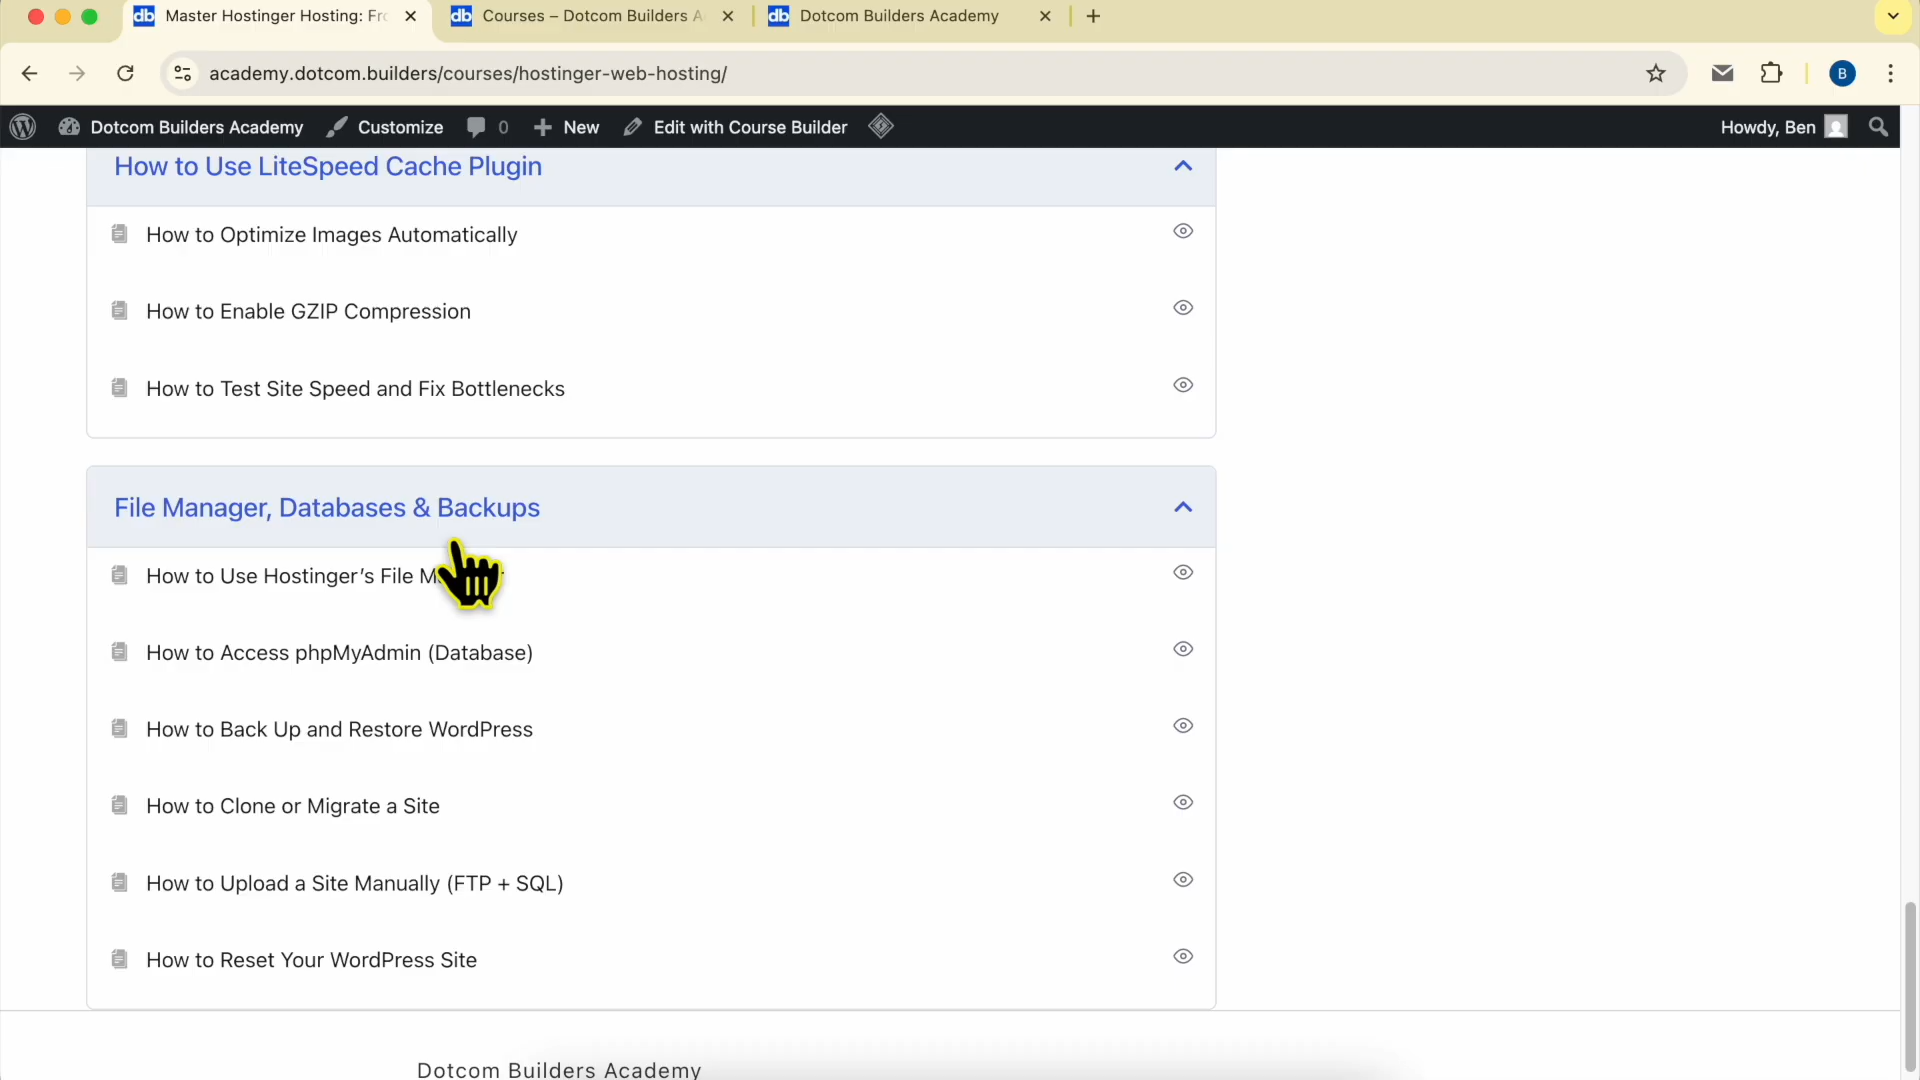 db Master Hostinger Hosting: Fro
db Courses – Dotcom Builders A
db Dotcom Builders Academy
academy.dotcom.builders/courses/hostinger-web-hosting/
B
Dotcom Builders Academy Customize 0 New Edit with Course Builder Howdy, Ben
How to Use LiteSpeed Cache Plugin
How to Optimize Images Automatically
How to Enable GZIP Compression
How to Test Site Speed and Fix Bottlenecks
File Manager, Databases & Backups
How to Use Hostinger’s File
How to Access phpMyAdmin (Database)
How to Back Up and Restore WordPress
How to Clone or Migrate a Site
How to Upload a Site Manually (FTP + SQL)
How to Reset Your WordPress Site
Dotcom Builders Academy